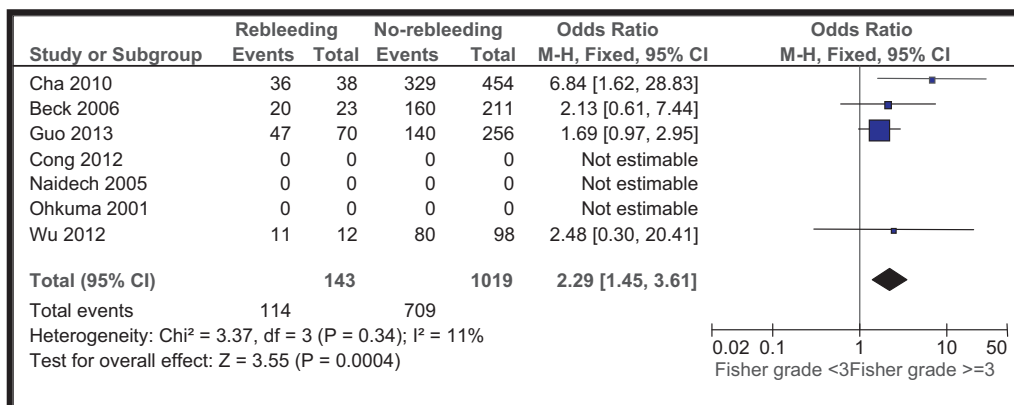 Rebleeding No-rebleeding Odds Ratio Odds Ratio
Study or Subgroup Events Total Events Total M-H, Fixed, 95% CI M-H, Fixed, 95% CI
Cha 2010 36 38 329 454 6.84 [1.62, 28.83]
Beck 2006 20 23 160 211 2.13 [0.61, 7.44]
Guo 2013 47 70 140 256 1.69 [0.97, 2.95]
Cong 2012 0 0 0 0 Not estimable
Naidech 2005 0 0 0 0 Not estimable
Ohkuma 2001 0 0 0 0 Not estimable
Wu 2012 11 12 80 98 2.48 [0.30, 20.41]
Total (95% CI) 143 1019 2.29 [1.45, 3.61]
Total events 114 709
Heterogeneity: Chi² = 3.37, df = 3 (P = 0.34); I² = 11%
Test for overall effect: Z = 3.55 (P = 0.0004)
0.02 0.1 1 10 50
Fisher grade <3Fisher grade >=3